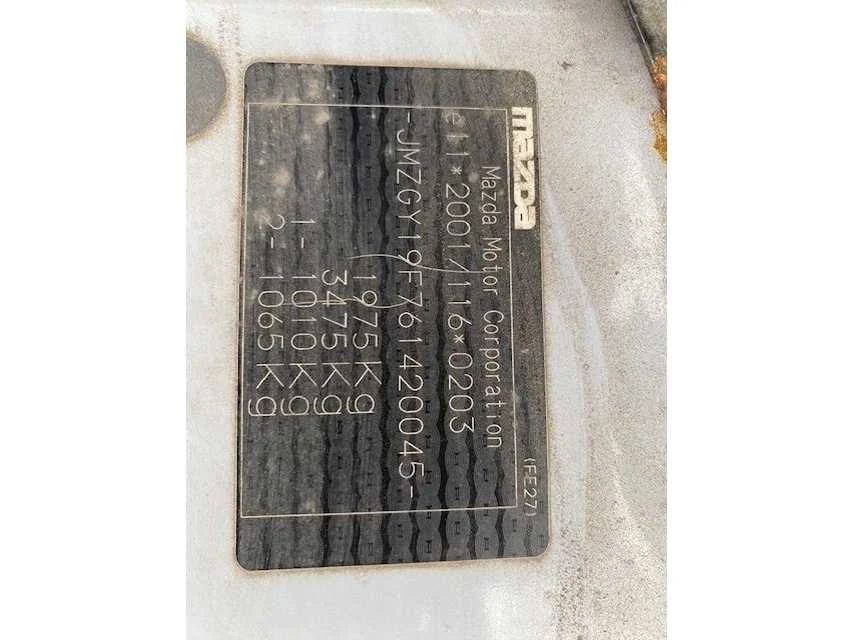 mazda
Mazda Motor Corporation
e11*2001/116*0203
-JMZGY19F761420045-
1975Kg
3475Kg
1- 1010Kg
2- 1065Kg
(FE27)